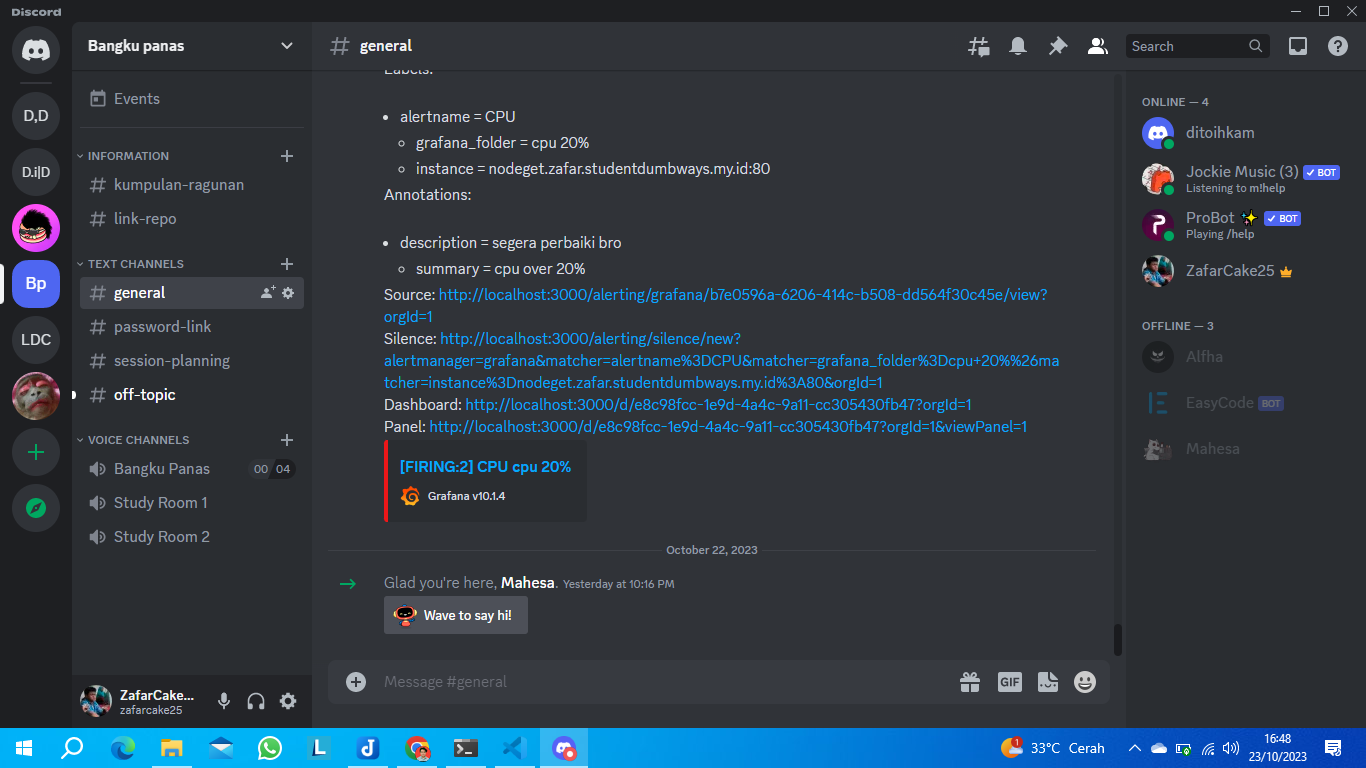 Discord
Bangku panas
general
Search
D,D
D.i|D
Bp
LDC
Events
INFORMATION
kumpulan-ragunan
link-repo
TEXT CHANNELS
general
password-link
session-planning
off-topic
VOICE CHANNELS
Bangku Panas
00 04
Study Room 1
Study Room 2
ZafarCake...
zafarcake25
Labels:
• alertname = CPU
◦ grafana_folder = cpu 20%
◦ instance = nodeget.zafar.studentdumbways.my.id:80
Annotations:
• description = segera perbaiki bro
◦ summary = cpu over 20%
Source: http://localhost:3000/alerting/grafana/b7e0596a-6206-414c-b508-dd564f30c45e/view?
orgId=1
Silence: http://localhost:3000/alerting/silence/new?
alertmanager=grafana&matcher=alertname%3DCPU&matcher=grafana_folder%3Dcpu+20%%26ma
tcher=instance%3Dnodeget.zafar.studentdumbways.my.id%3A80&orgId=1
Dashboard: http://localhost:3000/d/e8c98fcc-1e9d-4a4c-9a11-cc305430fb47?orgId=1
Panel: http://localhost:3000/d/e8c98fcc-1e9d-4a4c-9a11-cc305430fb47?orgId=1&viewPanel=1
[FIRING:2] CPU cpu 20%
Grafana v10.1.4
October 22, 2023
Glad you're here, Mahesa. Yesterday at 10:16 PM
Wave to say hi!
Message #general
GIF
ONLINE — 4
ditoihkam
Jockie Music (3) ✓ BOT
Listening to m!help
ProBot ✨ ✓ BOT
Playing /help
ZafarCake25
OFFLINE — 3
Alfha
EasyCode BOT
Mahesa
1
33°C Cerah
16:48
23/10/2023